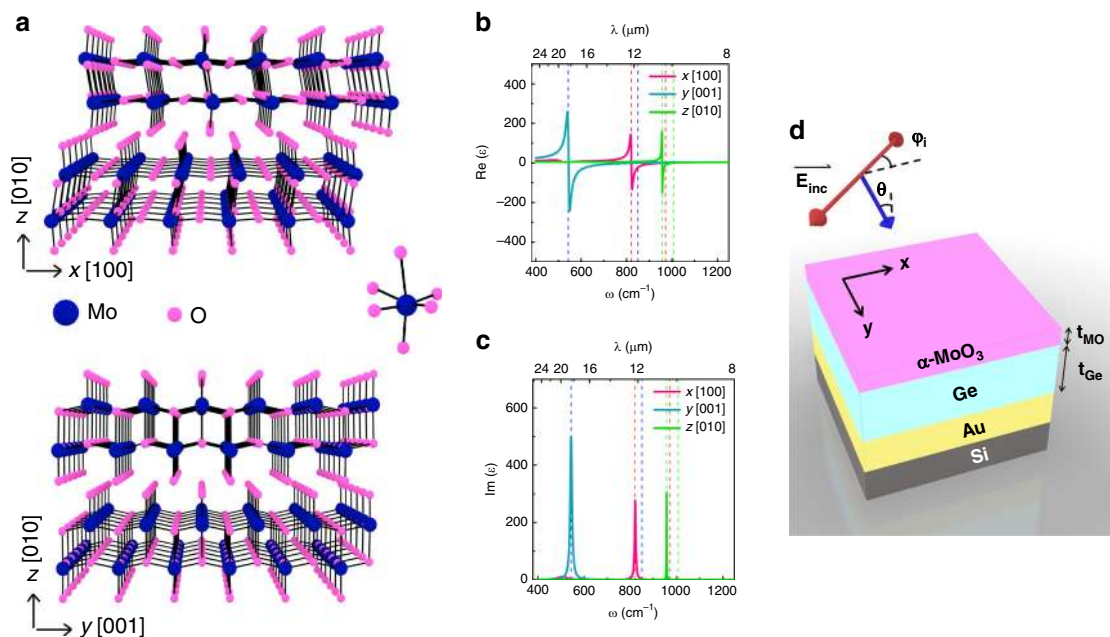 a
z [010]
x [100]
Mo
O
z [010]
y [001]
b
λ (μm)
24 20 16 12 8
x [100]
y [001]
z [010]
Re (ε)
400
200
0
−200
−400
400 800 1000 1200
ω (cm⁻¹)
c
λ (μm)
24 20 16 12 8
x [100]
y [001]
z [010]
Im (ε)
600
400
200
0
400 600 800 1000 1200
ω (cm⁻¹)
d
φi
Einc
θ
x
y
α-MoO₃
tMO
tGe
Ge
Au
Si